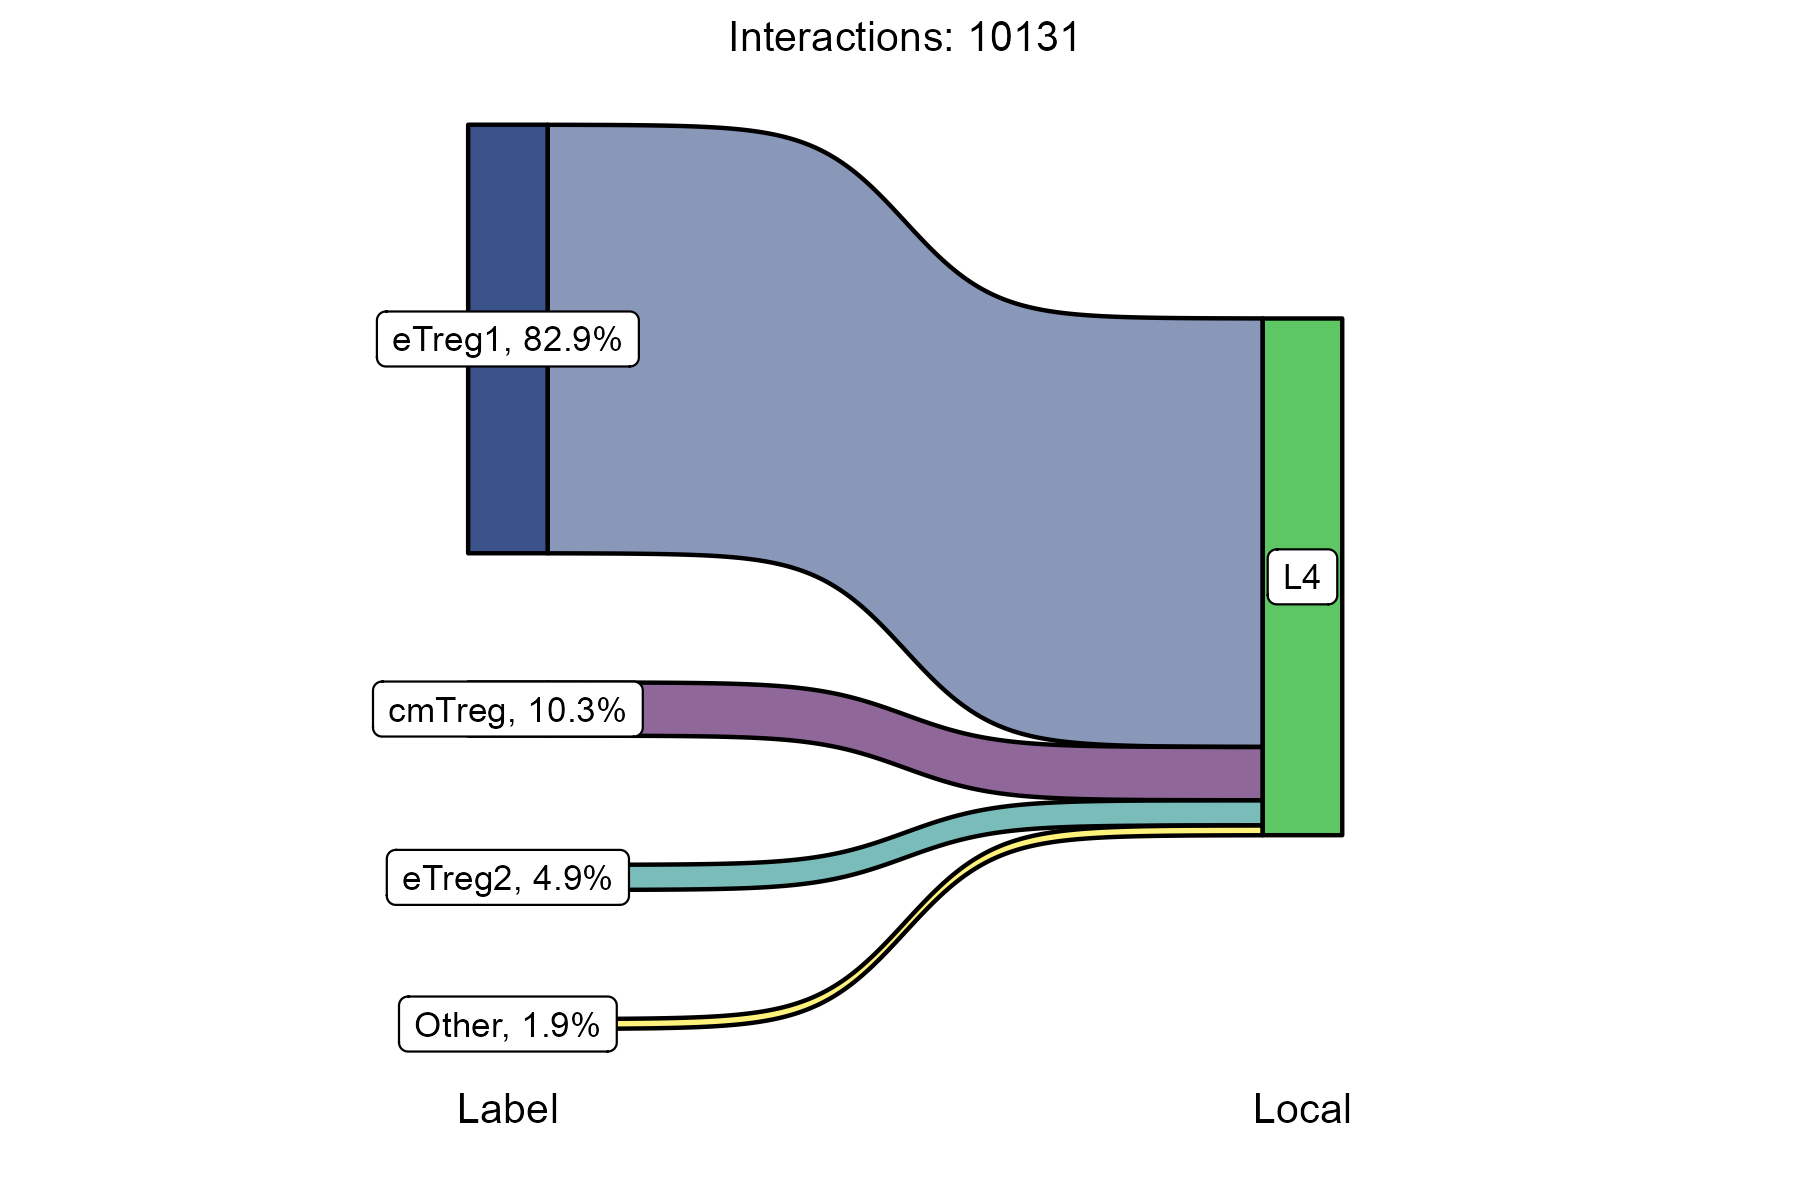 Interactions: 10131
eTreg1, 82.9%
L4
cmTreg, 10.3%
eTreg2, 4.9%
Other, 1.9%
Label
Local